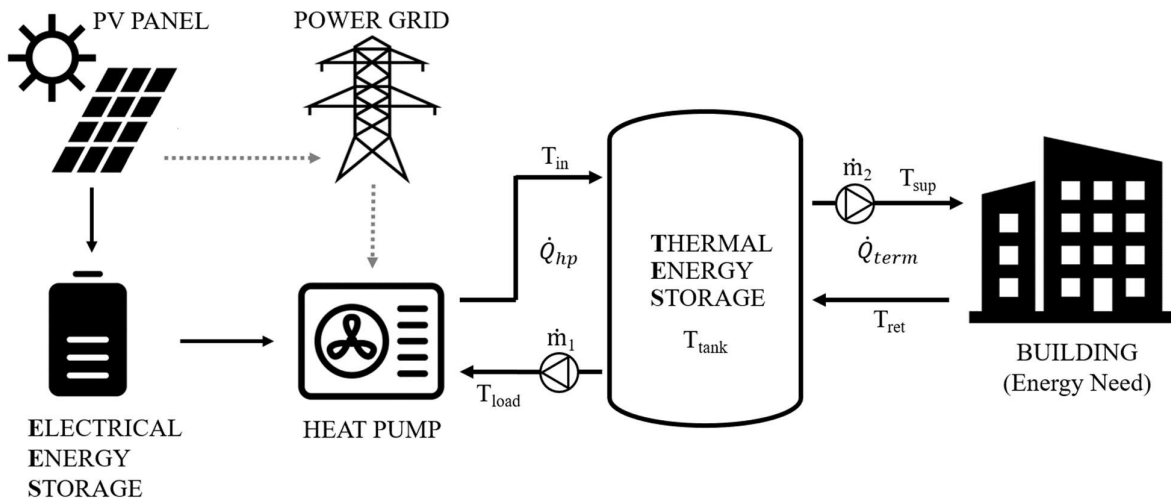 PV PANEL
POWER GRID
T_in
ṁ_2
T_sup
Q̇_hp
THERMAL
ENERGY
STORAGE
T_tank
Q̇_term
ṁ_1
T_load
T_ret
HEAT PUMP
BUILDING
(Energy Need)
ELECTRICAL
ENERGY
STORAGE